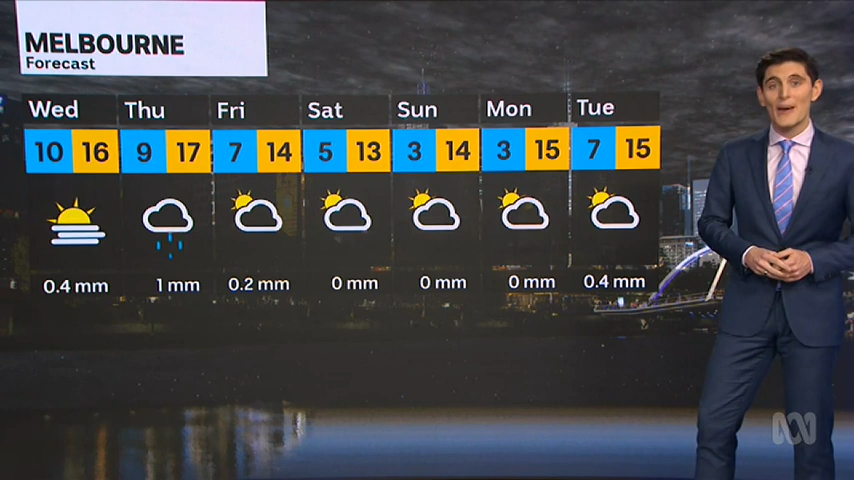 MELBOURNE
Forecast
Wed Thu Fri Sat Sun Mon Tue
10 16 9 17 7 14 5 13 3 14 3 15 7 15
0.4 mm 1 mm 0.2 mm 0 mm 0 mm 0 mm 0.4 mm